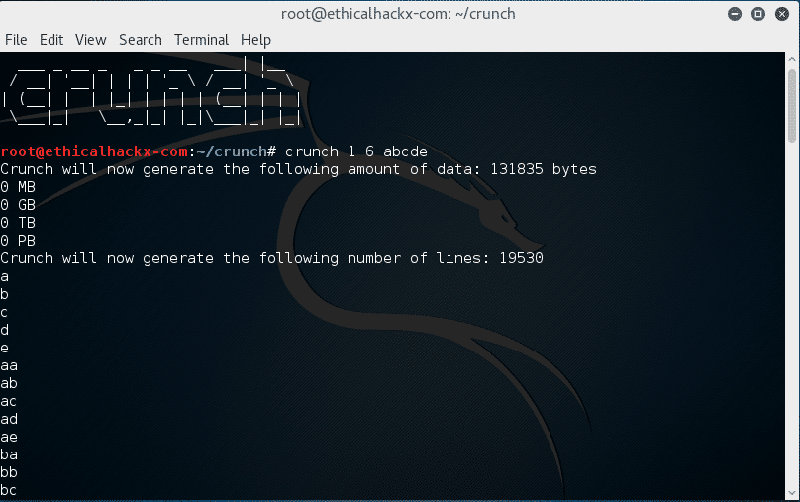 root@ethicalhackx-com: ~/crunch
File Edit View Search Terminal Help
crunch
root@ethicalhackx-com:~/crunch# crunch 1 6 abcde
Crunch will now generate the following amount of data: 131835 bytes
0 MB
0 GB
0 TB
0 PB
Crunch will now generate the following number of lines: 19530
a
b
c
d
e
aa
ab
ac
ad
ae
ba
bb
bc